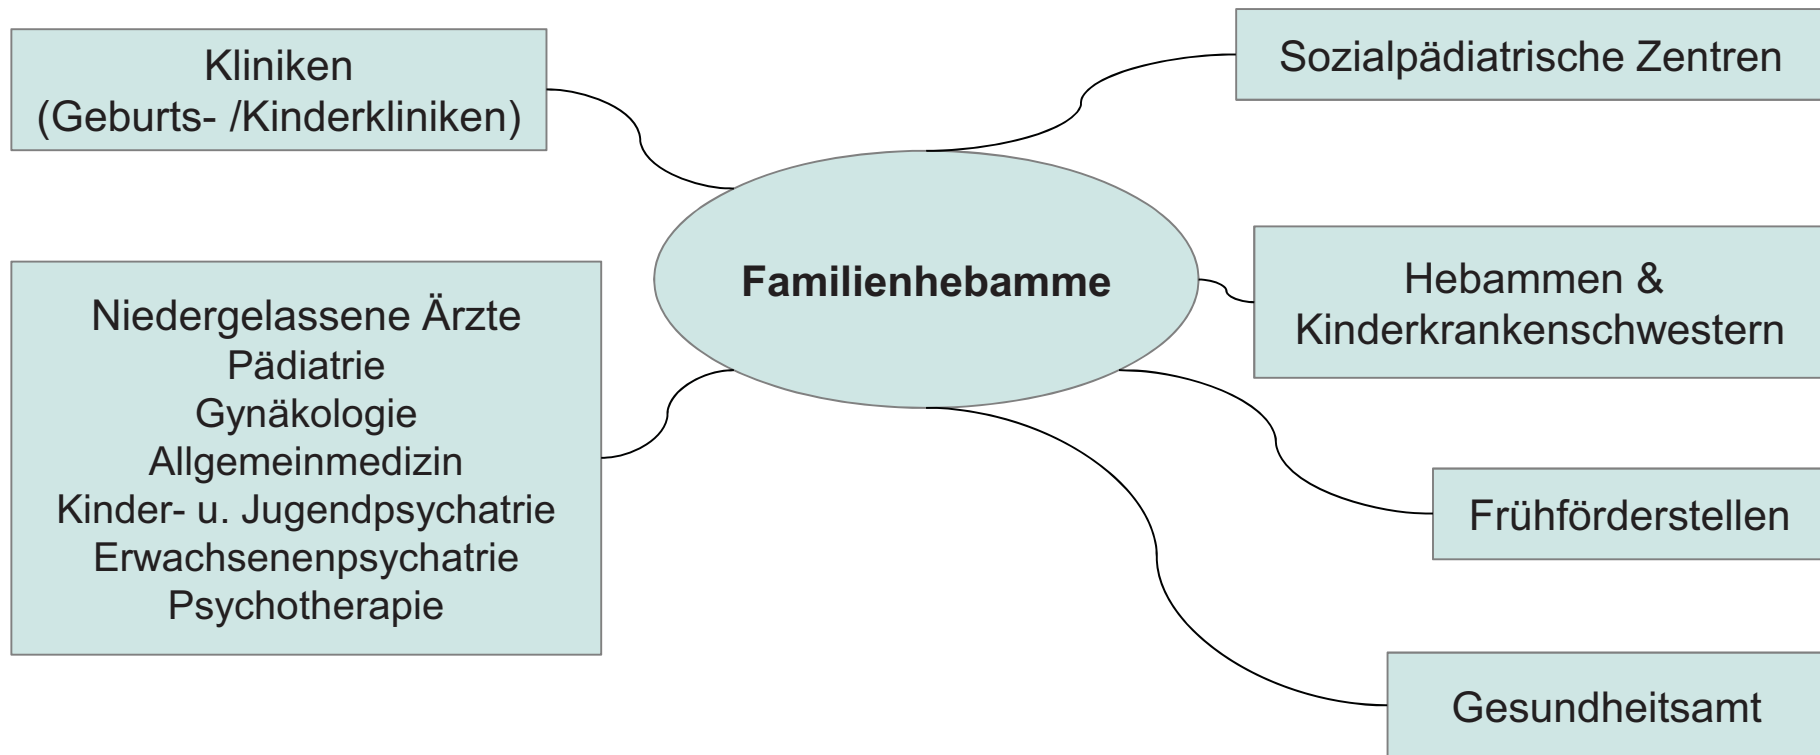 Kliniken
(Geburts- /Kinderkliniken)
Sozialpädiatrische Zentren
Familienhebamme
Hebammen &
Kinderkrankenschwestern
Niedergelassene Ärzte
Pädiatrie
Gynäkologie
Allgemeinmedizin
Kinder- u. Jugendpsychatrie
Erwachsenenpsychatrie
Psychotherapie
Frühförderstellen
Gesundheitsamt